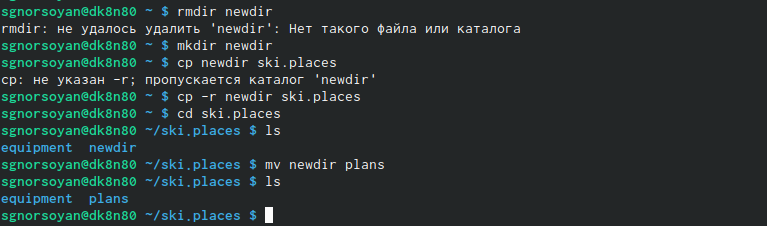 sgnorsoyan@dk8n80 ~ $ rmdir newdir
rmdir: не удалось удалить 'newdir': Нет такого файла или каталога
sgnorsoyan@dk8n80 ~ $ mkdir newdir
sgnorsoyan@dk8n80 ~ $ cp newdir ski.places
cp: не указан -r; пропускается каталог 'newdir'
sgnorsoyan@dk8n80 ~ $ cp -r newdir ski.places
sgnorsoyan@dk8n80 ~ $ cd ski.places
sgnorsoyan@dk8n80 ~/ski.places $ ls
equipment  newdir
sgnorsoyan@dk8n80 ~/ski.places $ mv newdir plans
sgnorsoyan@dk8n80 ~/ski.places $ ls
equipment  plans
sgnorsoyan@dk8n80 ~/ski.places $